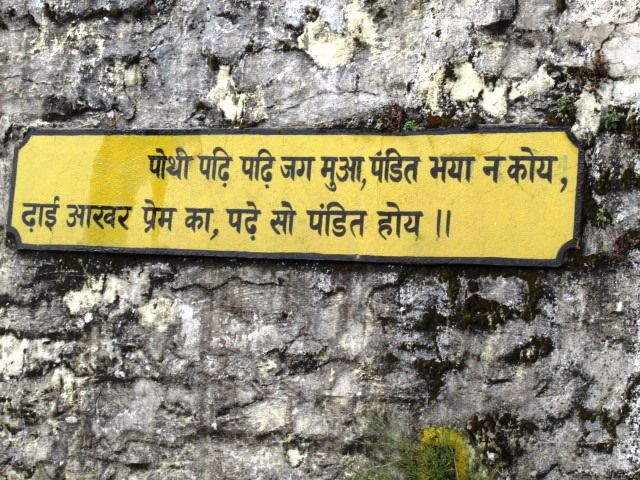 पोथी पढ़ि पढ़ि जग मुआ, पंडित भया न कोय,
ढ़ाई आखर प्रेम का, पढ़े सो पंडित होय ।।